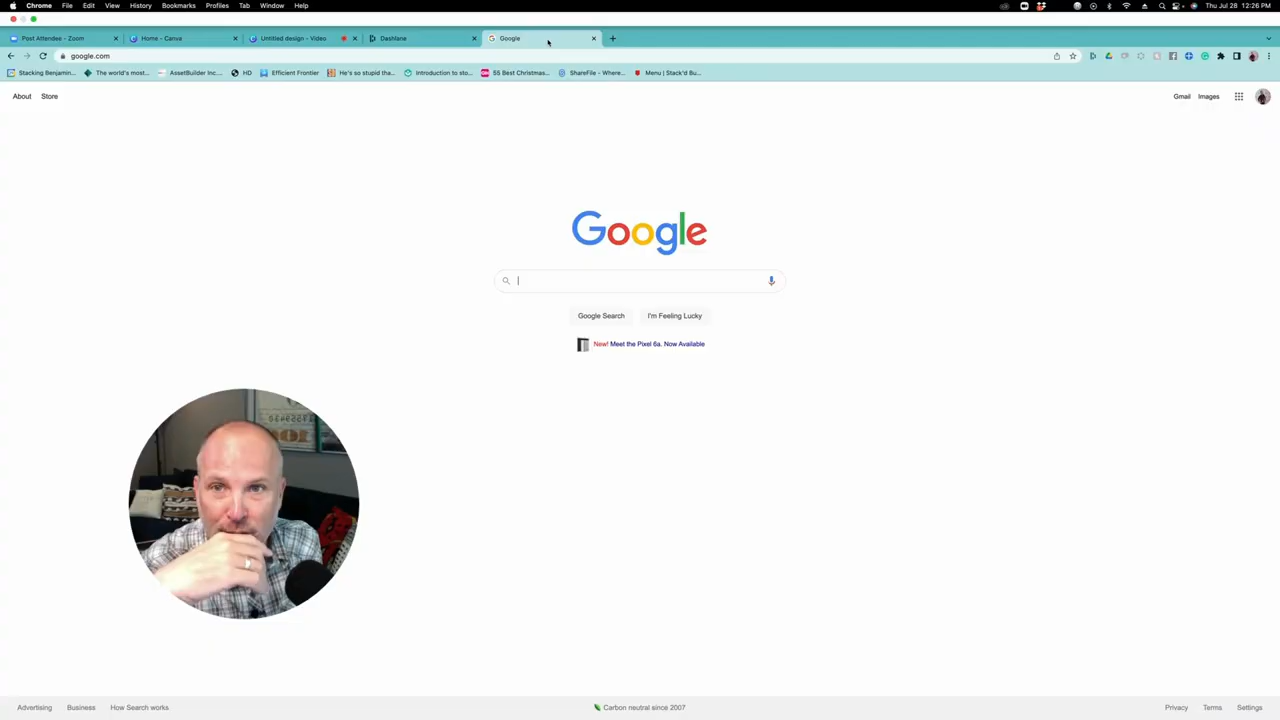 Chrome File Edit View History Bookmarks Profiles Tab Window Help Thu Jul 28 12:26 PM
Post Attendee - Zoom Home - Canva Untitled design - Video Dashlane Google
google.com
Stacking Benjamin... The world's most... AssetBuilder Inc.... HD Efficient Frontier He's so stupid tha... Introduction to sto... 55 Best Christmas... ShareFile - Where... Menu | Stack'd Bu...
About Store Gmail Images
Google
Google Search I'm Feeling Lucky
New! Meet the Pixel 6a. Now Available
Advertising Business How Search works Carbon neutral since 2007 Privacy Terms Settings